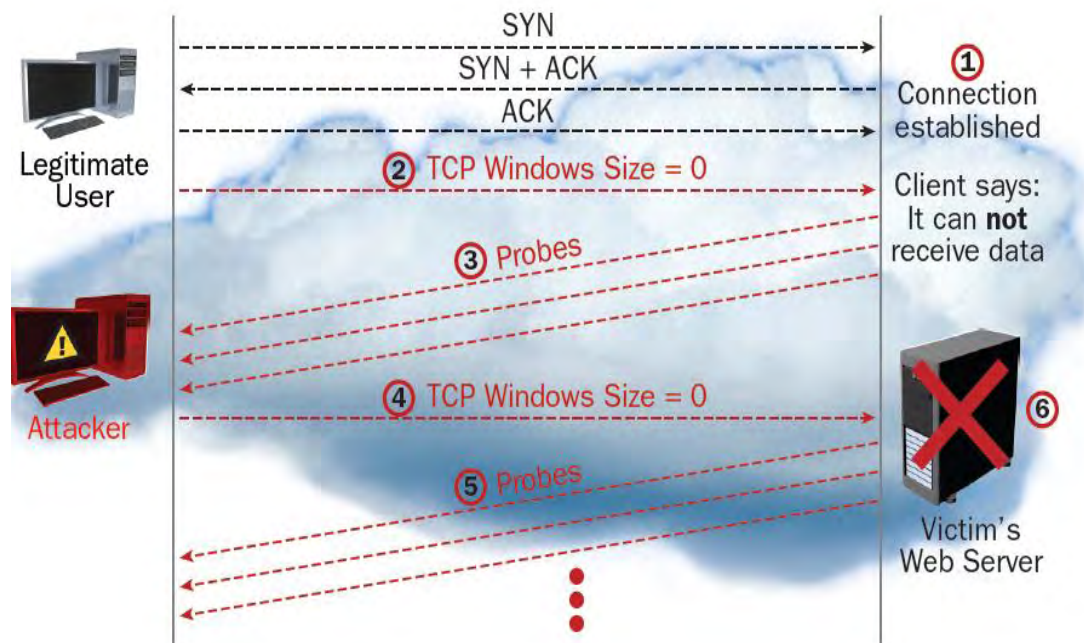 SYN
SYN + ACK
ACK
1
Connection
established
Legitimate
User
2 TCP Windows Size = 0
Client says:
It can not
receive data
3 Probes
Attacker
4 TCP Windows Size = 0
6
5 Probes
Victim's
Web Server